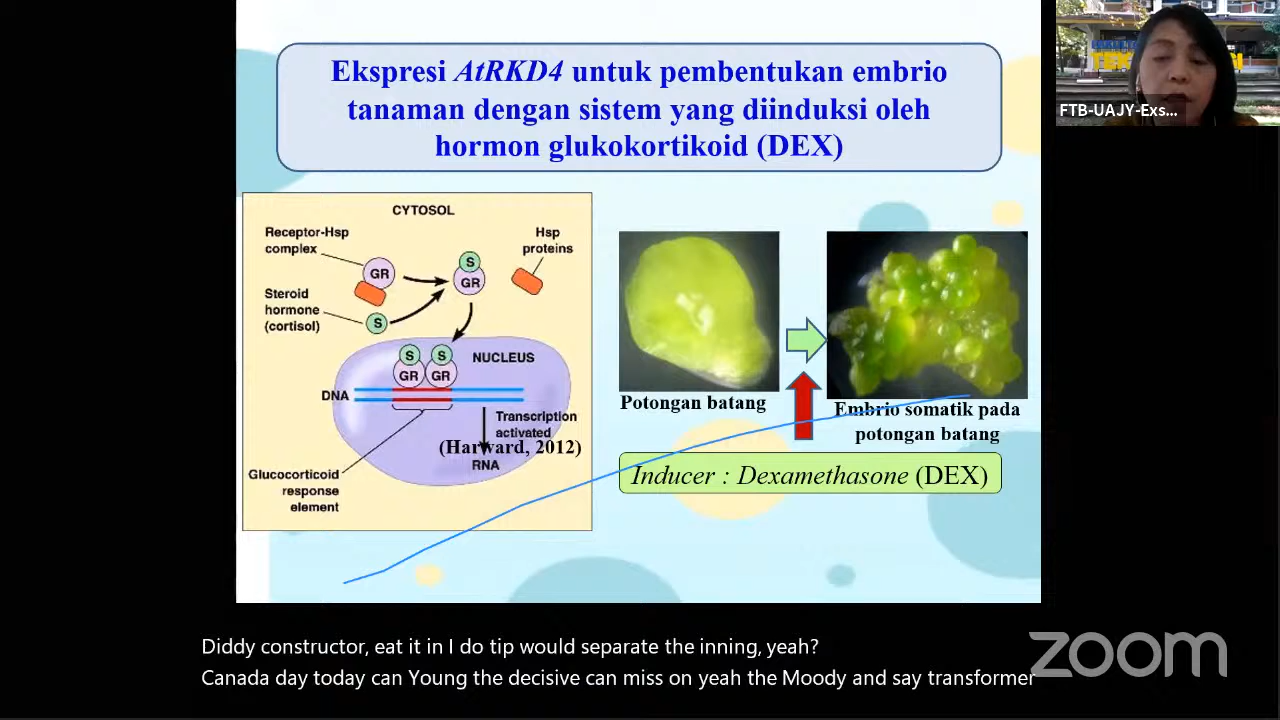 Ekspresi AtRKD4 untuk pembentukan embrio
tanaman dengan sistem yang diinduksi oleh
hormon glukokortikoid (DEX)
FTB-UAJY-Exs...
CYTOSOL
Receptor-Hsp
complex
Hsp
proteins
GR
S
GR
Steroid
hormone
(cortisol)
S
S
S
NUCLEUS
GR
GR
DNA
Transcription
activated
(Harward, 2012)
RNA
Glucocorticoid
response
element
Potongan batang
Embrio somatik pada
potongan batang
Inducer : Dexamethasone (DEX)
Diddy constructor, eat it in I do tip would separate the inning, yeah?
Canada day today can Young the decisive can miss on yeah the Moody and say transformer
zoom